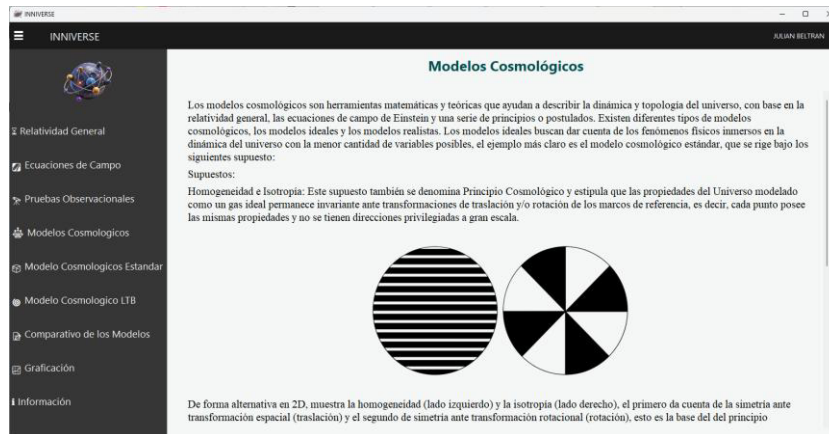 INNIVERSE
INNIVERSE
JULIAN BELTRAN
Relatividad General
Ecuaciones de Campo
Pruebas Observacionales
Modelos Cosmologicos
Modelo Cosmologicos Estandar
Modelo Cosmologico LTB
Comparativo de los Modelos
Graficación
Información
Modelos Cosmológicos
Los modelos cosmológicos son herramientas matemáticas y teóricas que ayudan a describir la dinámica y topología del universo, con base en la
relatividad general, las ecuaciones de campo de Einstein y una serie de principios o postulados. Existen diferentes tipos de modelos
cosmológicos, los modelos ideales y los modelos realistas. Los modelos ideales buscan dar cuenta de los fenómenos físicos inmersos en la
dinámica del universo con la menor cantidad de variables posibles, el ejemplo más claro es el modelo cosmológico estándar, que se rige bajo los
siguientes supuesto:
Supuestos:
Homogeneidad e Isotropia: Este supuesto también se denomina Principio Cosmológico y estipula que las propiedades del Universo modelado
como un gas ideal permanece invariante ante transformaciones de traslación y/o rotación de los marcos de referencia, es decir, cada punto posee
las mismas propiedades y no se tienen direcciones privilegiadas a gran escala.
De forma alternativa en 2D, muestra la homogeneidad (lado izquierdo) y la isotropia (lado derecho), el primero da cuenta de la simetría ante
transformación espacial (traslación) y el segundo de simetria ante transformación rotacional (rotación), esto es la base del del principio